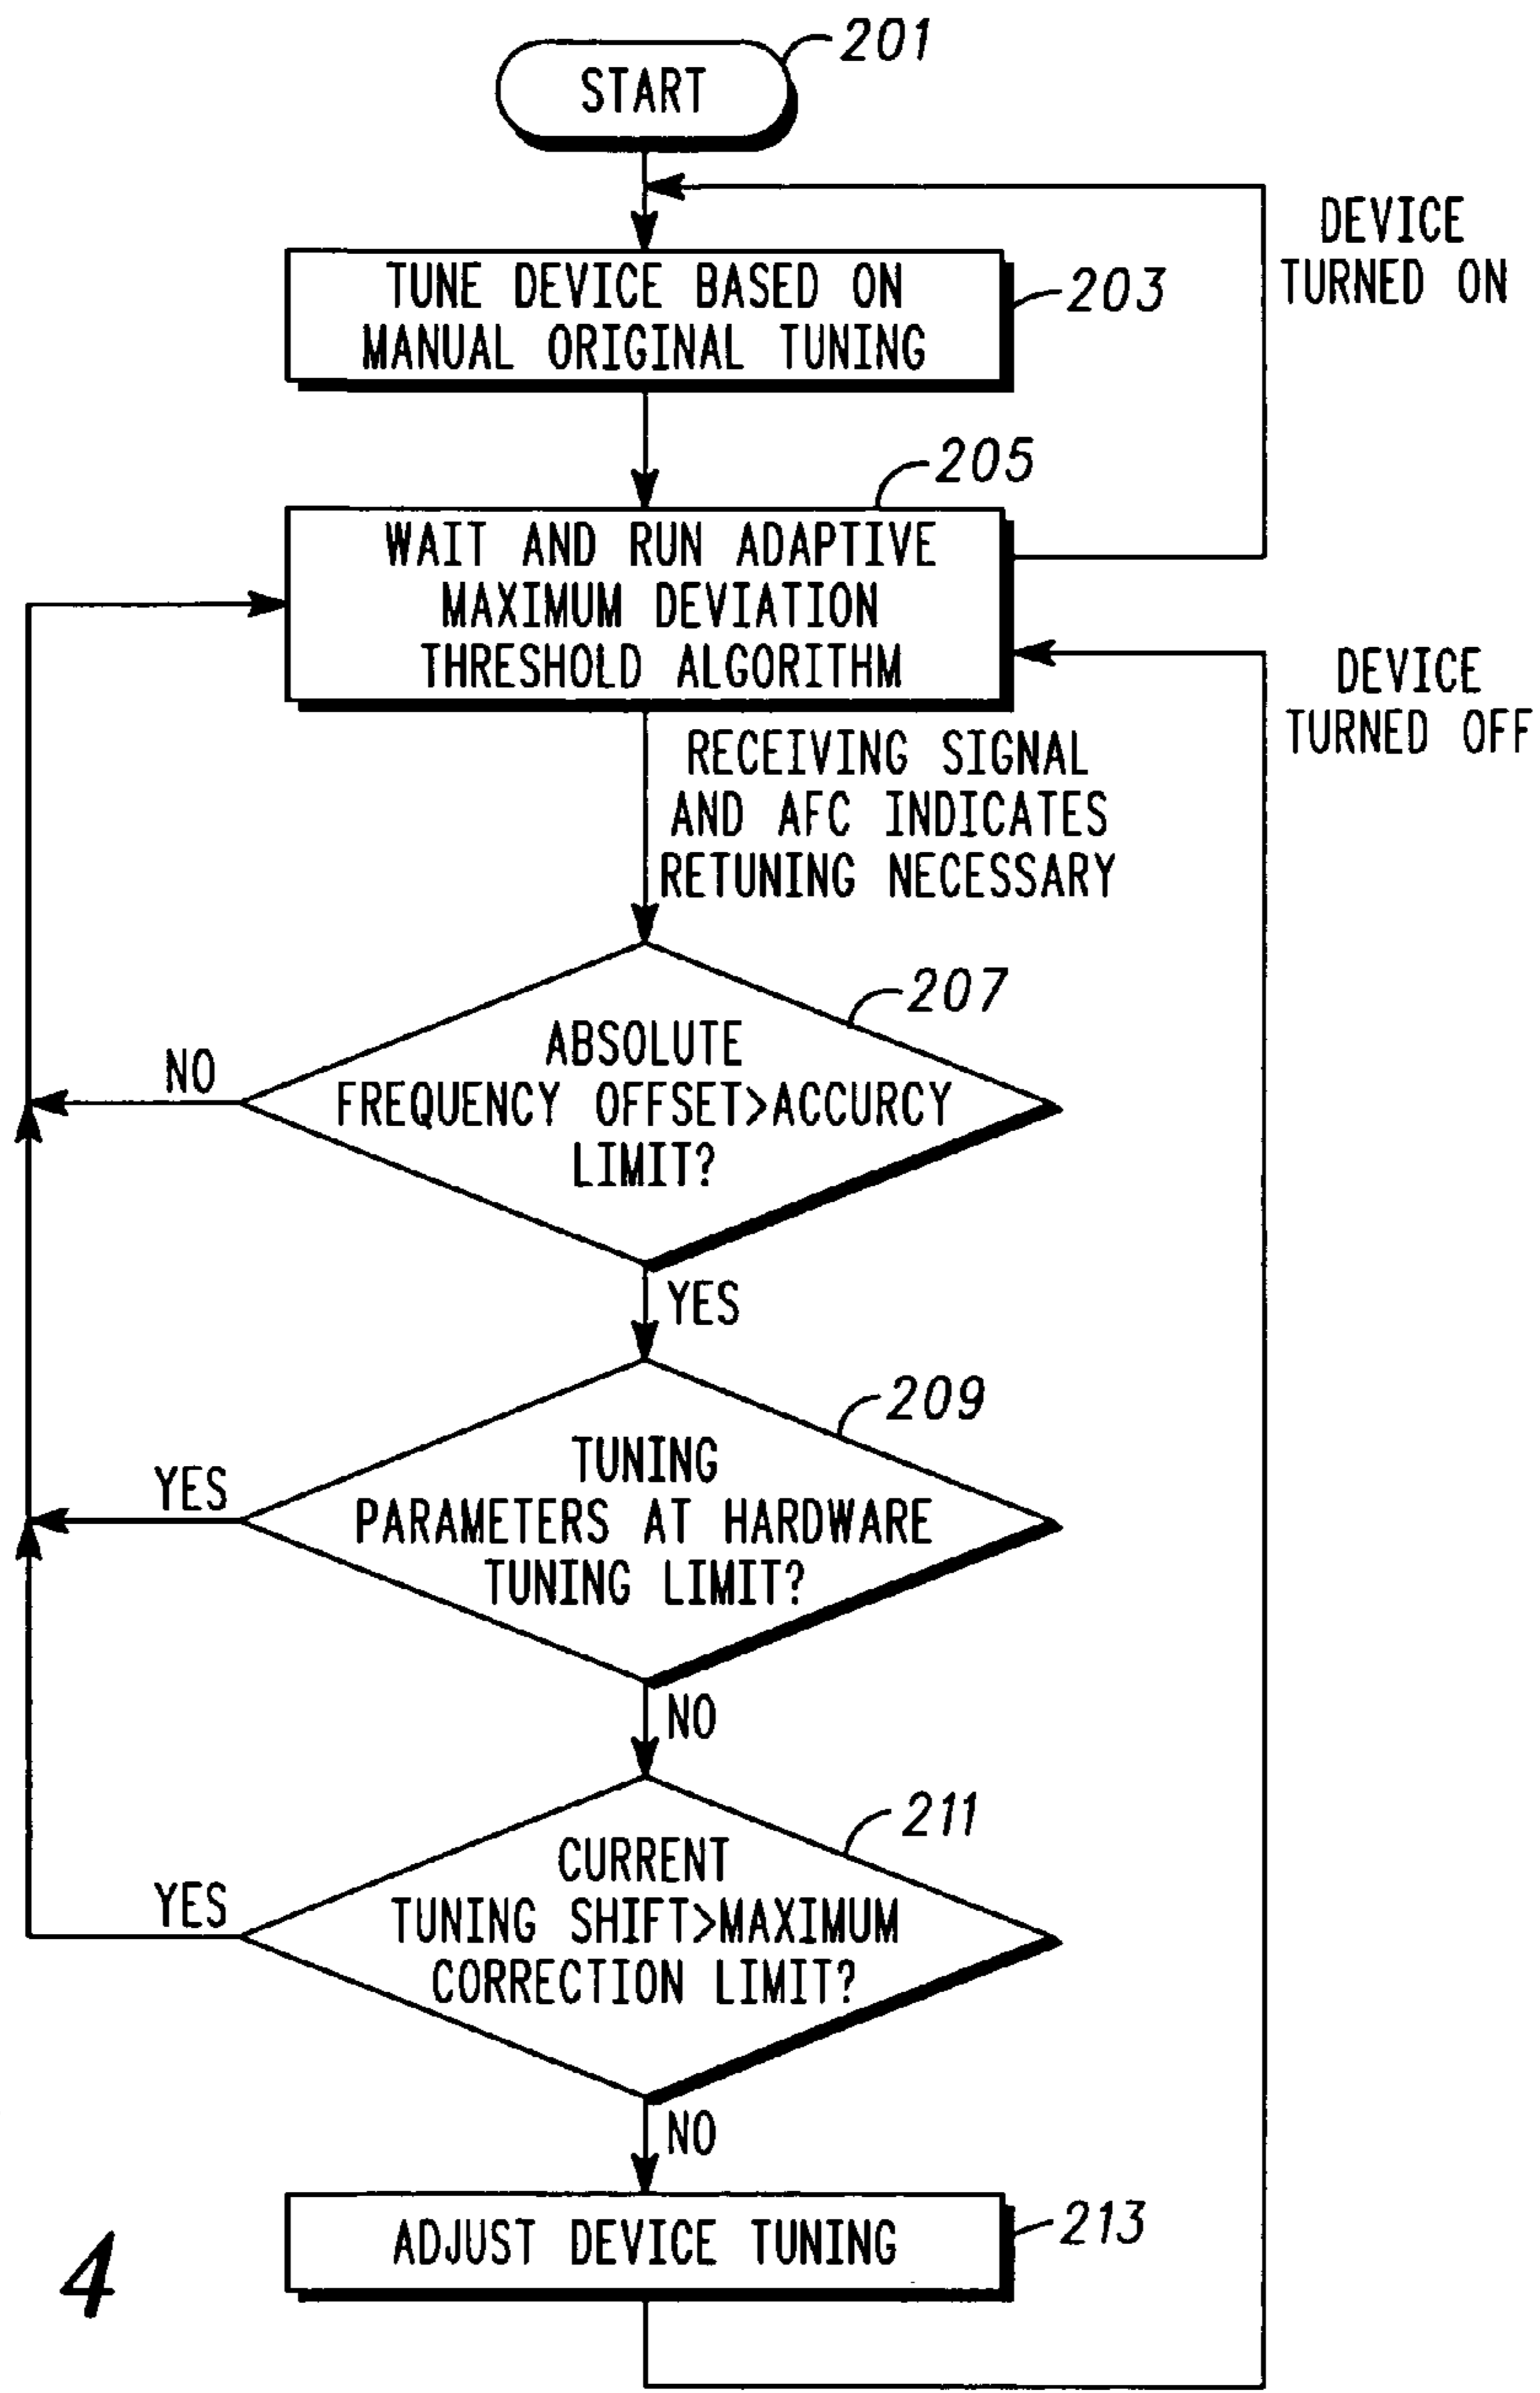 START
201
DEVICE
TURNED ON
TUNE DEVICE BASED ON
MANUAL ORIGINAL TUNING
203
205
WAIT AND RUN ADAPTIVE
MAXIMUM DEVIATION
THRESHOLD ALGORITHM
DEVICE
TURNED OFF
RECEIVING SIGNAL
AND AFC INDICATES
RETUNING NECESSARY
207
ABSOLUTE
FREQUENCY OFFSET>ACCURCY
LIMIT?
NO
YES
209
TUNING
PARAMETERS AT HARDWARE
TUNING LIMIT?
YES
NO
211
CURRENT
TUNING SHIFT>MAXIMUM
CORRECTION LIMIT?
YES
NO
ADJUST DEVICE TUNING
213
4